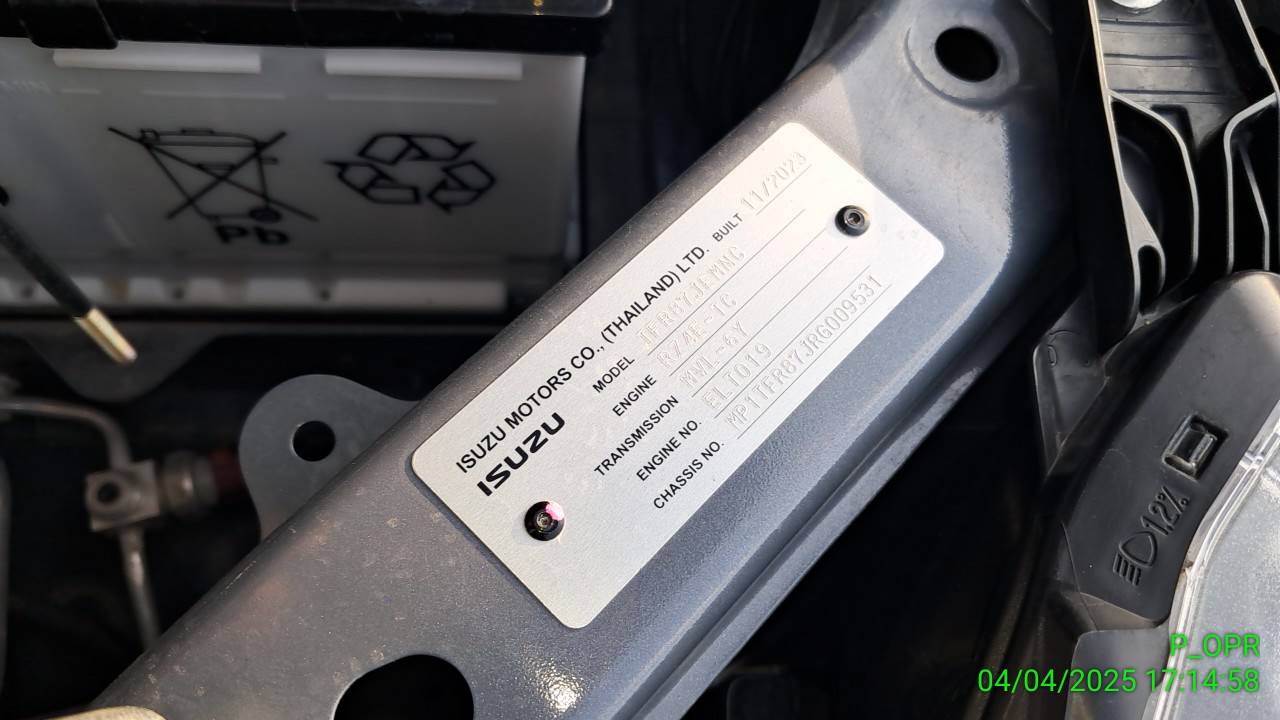 Pb
ISUZU MOTORS CO., (THAILAND) LTD. BUILT 11/2023
ISUZU
MODEL TFR87JEMNC
ENGINE RZ4E-TC
TRANSMISSION MVL-6Y
ENGINE NO. ELT019
CHASSIS NO. MP1TFR87JRG009531
1,2%
P_OPR
04/04/2025 17:14:58